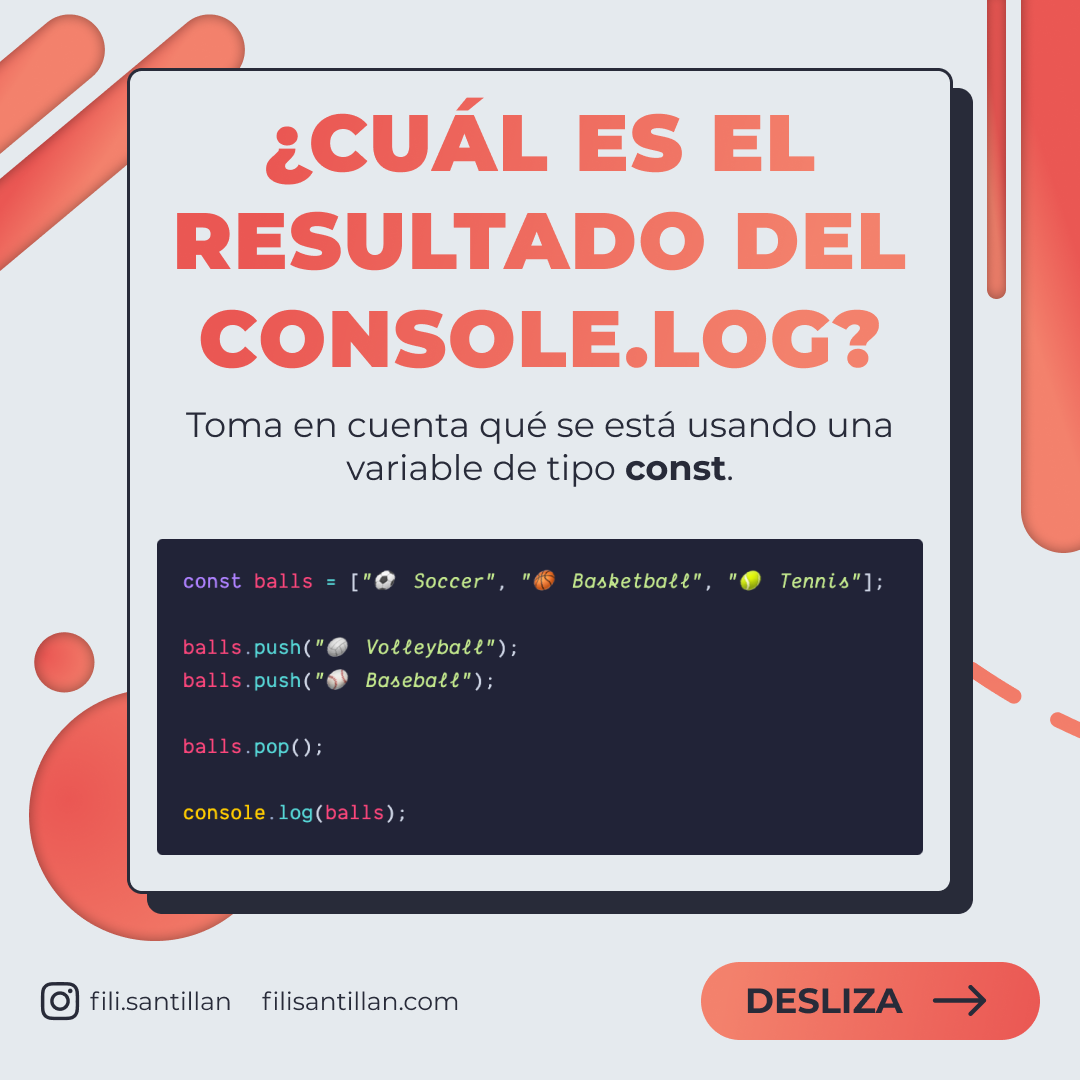 ¿CUÁL ES EL
RESULTADO DEL
CONSOLE.LOG?
Toma en cuenta qué se está usando una
variable de tipo const.
const balls = ["⚽ Soccer", "🏀 Basketball", "🎾 Tennis"];
balls.push("🏐 Volleyball");
balls.push("⚾ Baseball");
balls.pop();
console.log(balls);
fili.santillan filisantillan.com
DESLIZA →